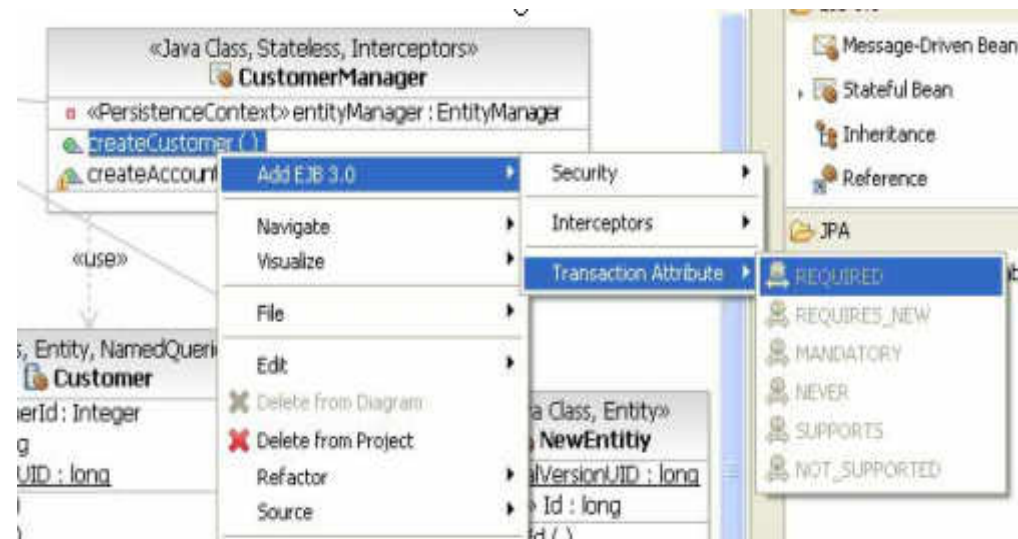 «Java Class, Stateless, Interceptors»
CustomerManager
«PersistenceContext» entityManager : EntityManager
createCustomer ( )
createAccount
«use»
s, Entity, NamedQueri
Customer
erId : Integer
g
UID : long
Add EJB 3.0
Navigate
Visualize
File
Edit
Delete from Diagram
Delete from Project
Refactor
Source
Security
Interceptors
Transaction Attribute
REQUIRED
REQUIRES_NEW
MANDATORY
NEVER
SUPPORTS
NOT_SUPPORTED
a Class, Entity»
NewEntitiy
alVersionUID : long
Id : long
Message-Driven Bean
Stateful Bean
Inheritance
Reference
JPA